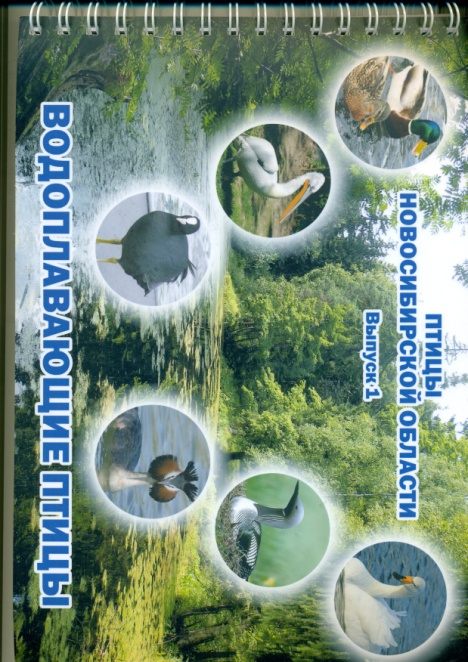 ПТИЦЫ
НОВОСИБИРСКОЙ ОБЛАСТИ
Выпуск-1
ВОДОПЛАВАЮЩИЕ ПТИЦЫ